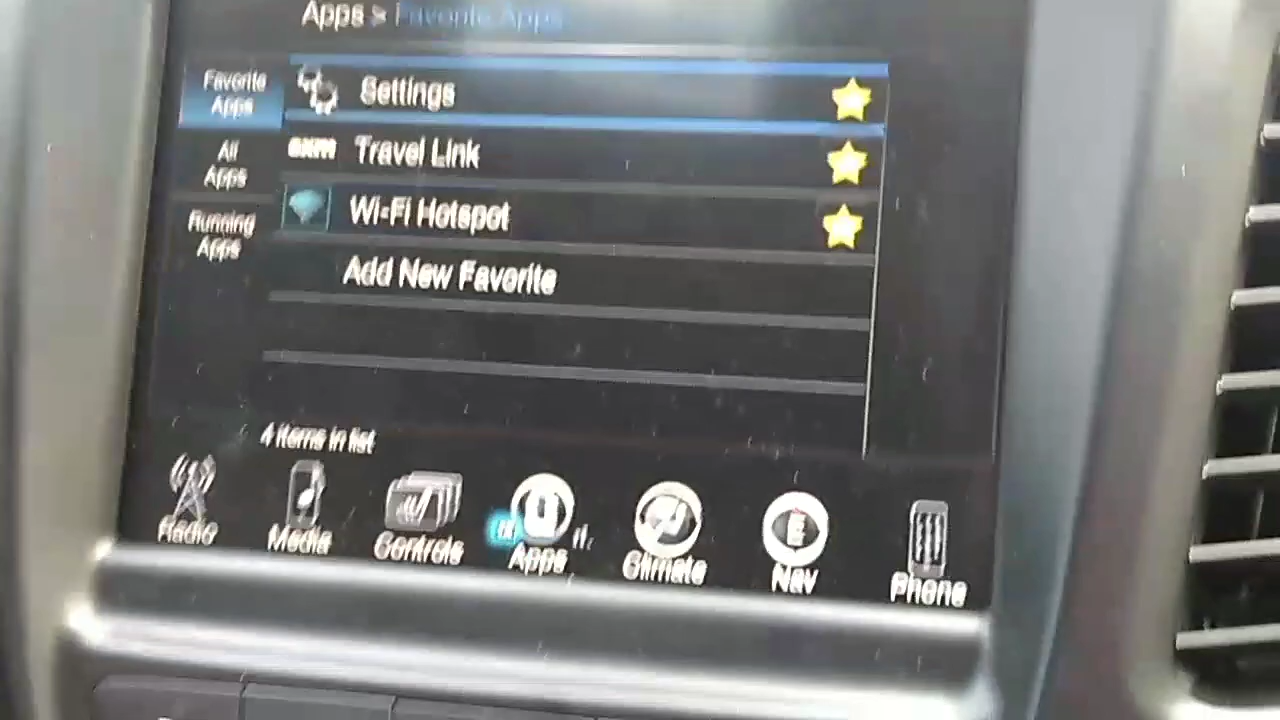 Apps > Favorite Apps
Favorite
Apps
All
Apps
Running
Apps
Settings
sxm Travel Link
Wi-Fi Hotspot
Add New Favorite
4 items in list
Radio
Media
Controls
Apps
Climate
E
Nav
Phone